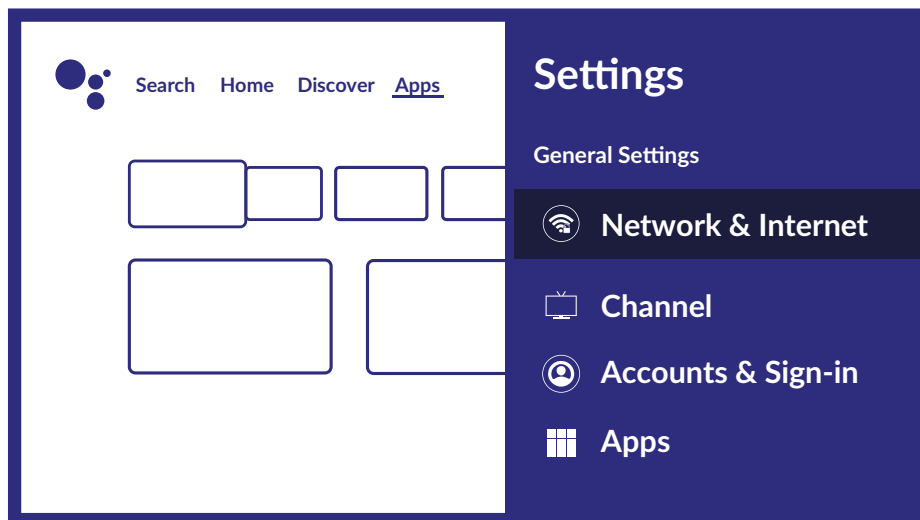 Search Home Discover Apps
Settings
General Settings
Network & Internet
Channel
Accounts & Sign-in
Apps